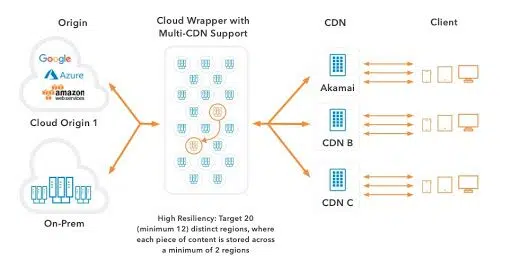 Origin
Cloud Wrapper with
Multi-CDN Support
CDN
Client
Google
Azure
amazon
webservices
Cloud Origin 1
On-Prem
Akamai
CDN B
CDN C
High Resiliency: Target 20
(minimum 12) distinct regions, where
each piece of content is stored across
a minimum of 2 regions